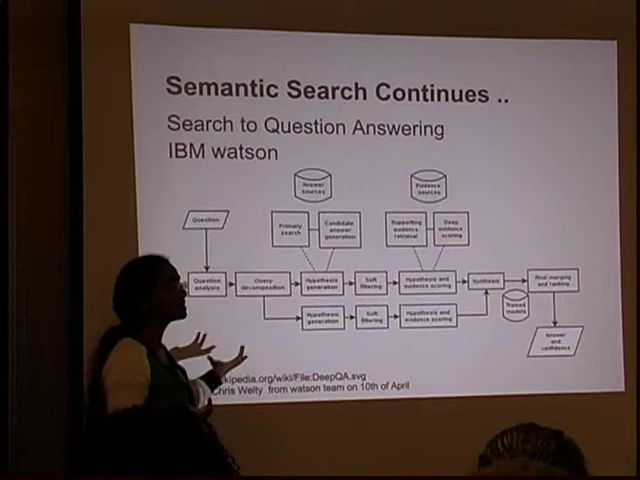 Semantic Search Continues ..
Search to Question Answering
IBM watson
Answer sources
Evidence sources
Question
Primary search
Candidate answer generation
Supporting evidence retrieval
Deep evidence scoring
Question analysis
Query decomposition
Hypothesis generation
Soft filtering
Hypothesis and evidence scoring
Synthesis
Final merging and ranking
Trained models
Hypothesis generation
Soft filtering
Hypothesis and evidence scoring
Answer and confidence
kipedia.org/wiki/File:DeepQA.svg
Chris Welty from watson team on 10th of April